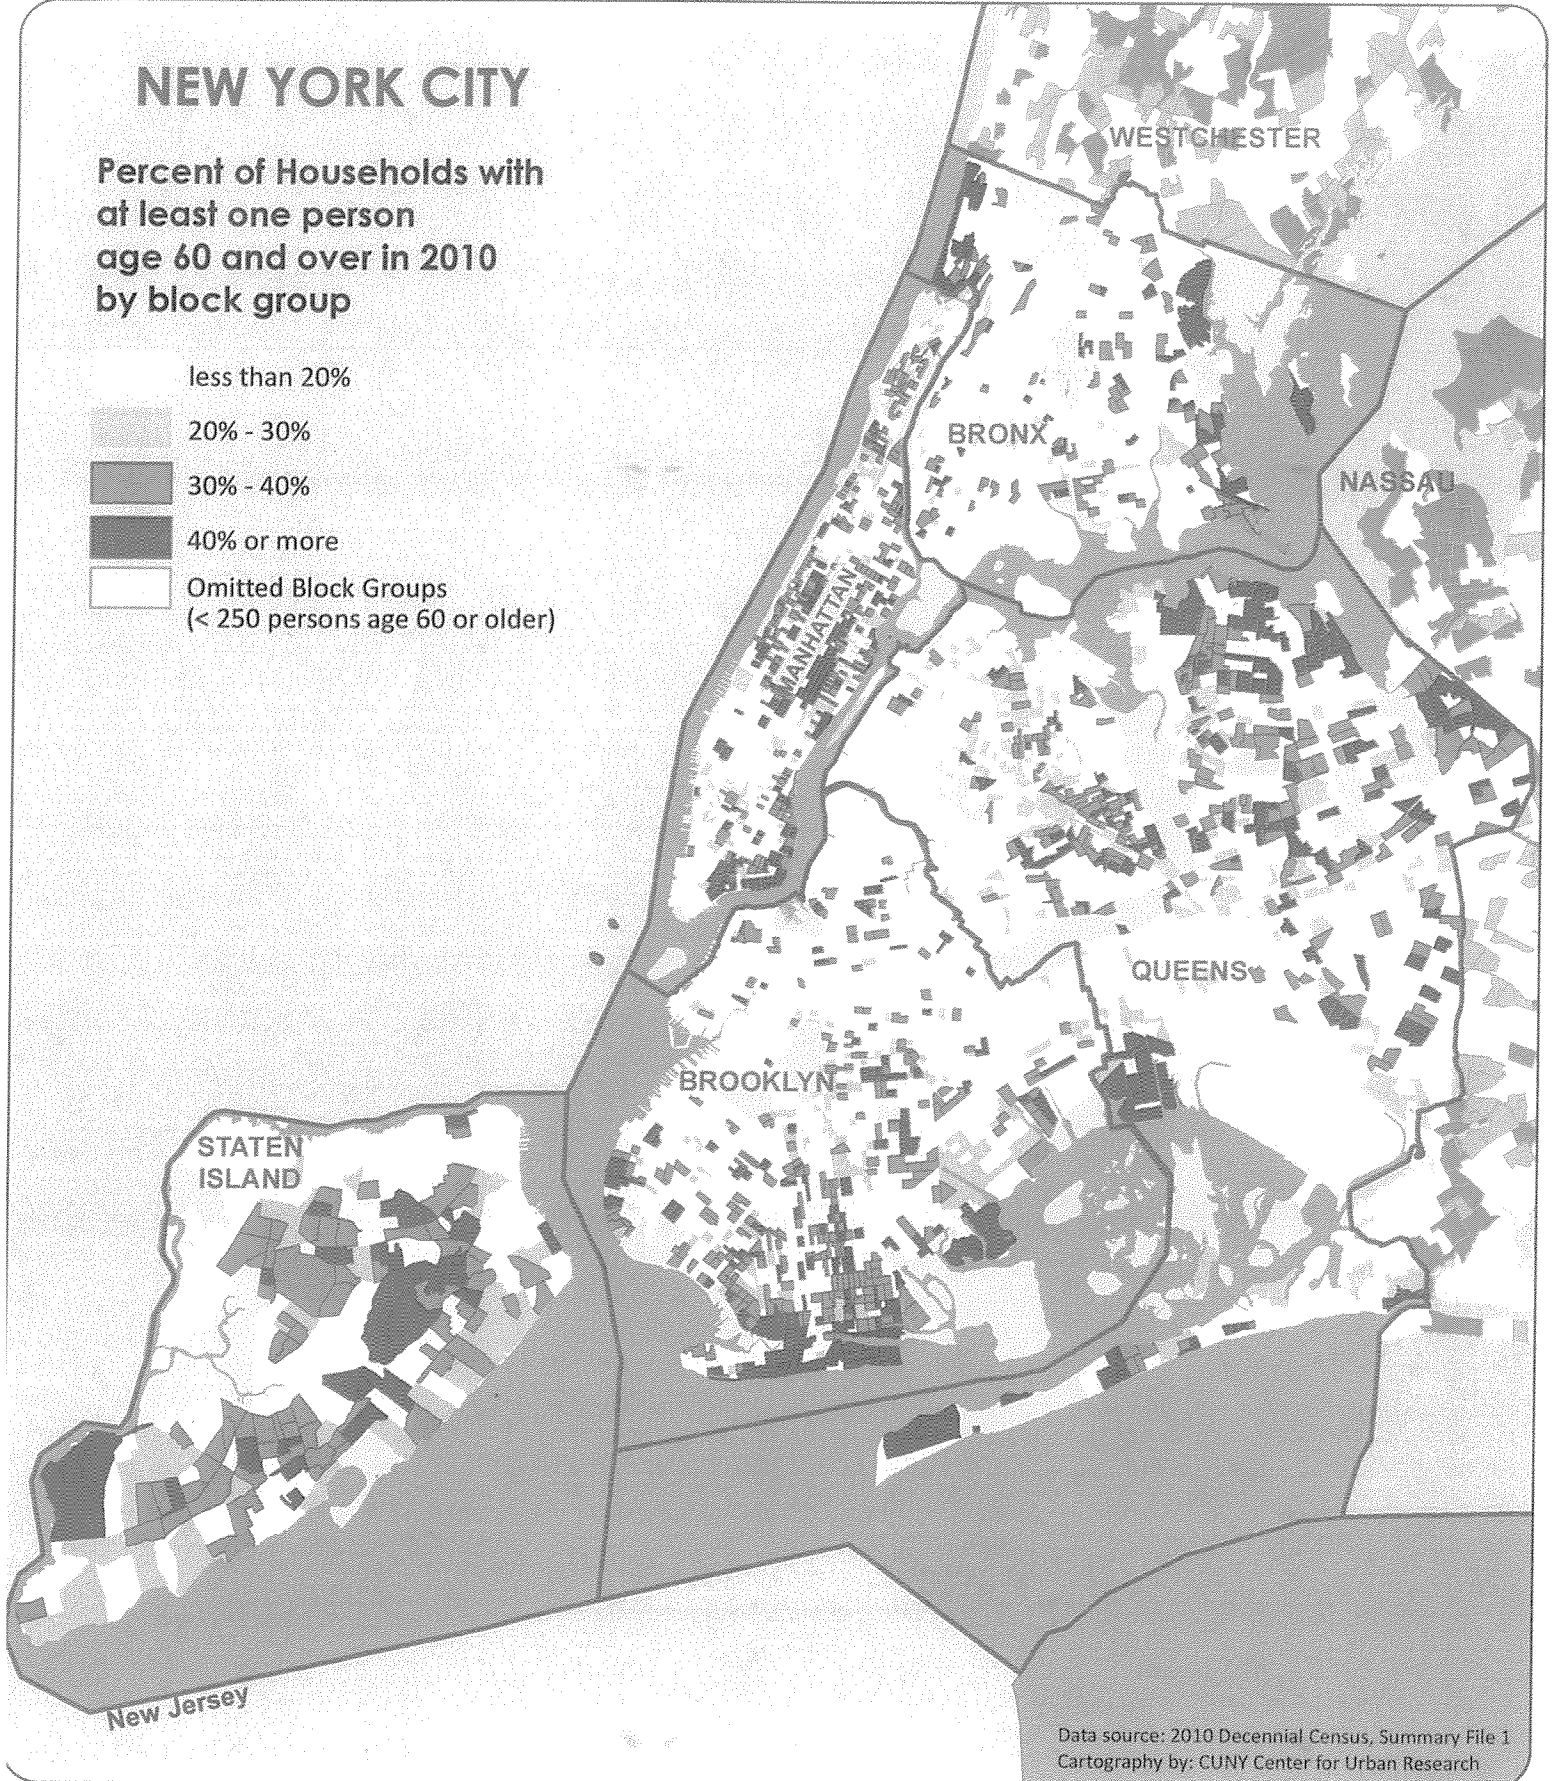 NEW YORK CITY
Percent of Households with
at least one person
age 60 and over in 2010
by block group
less than 20%
20% - 30%
30% - 40%
40% or more
Omitted Block Groups
(< 250 persons age 60 or older)
WESTCHESTER
BRONX
NASSAU
MANHATTAN
QUEENS
BROOKLYN
STATEN
ISLAND
New Jersey
Data source: 2010 Decennial Census, Summary File 1
Cartography by: CUNY Center for Urban Research